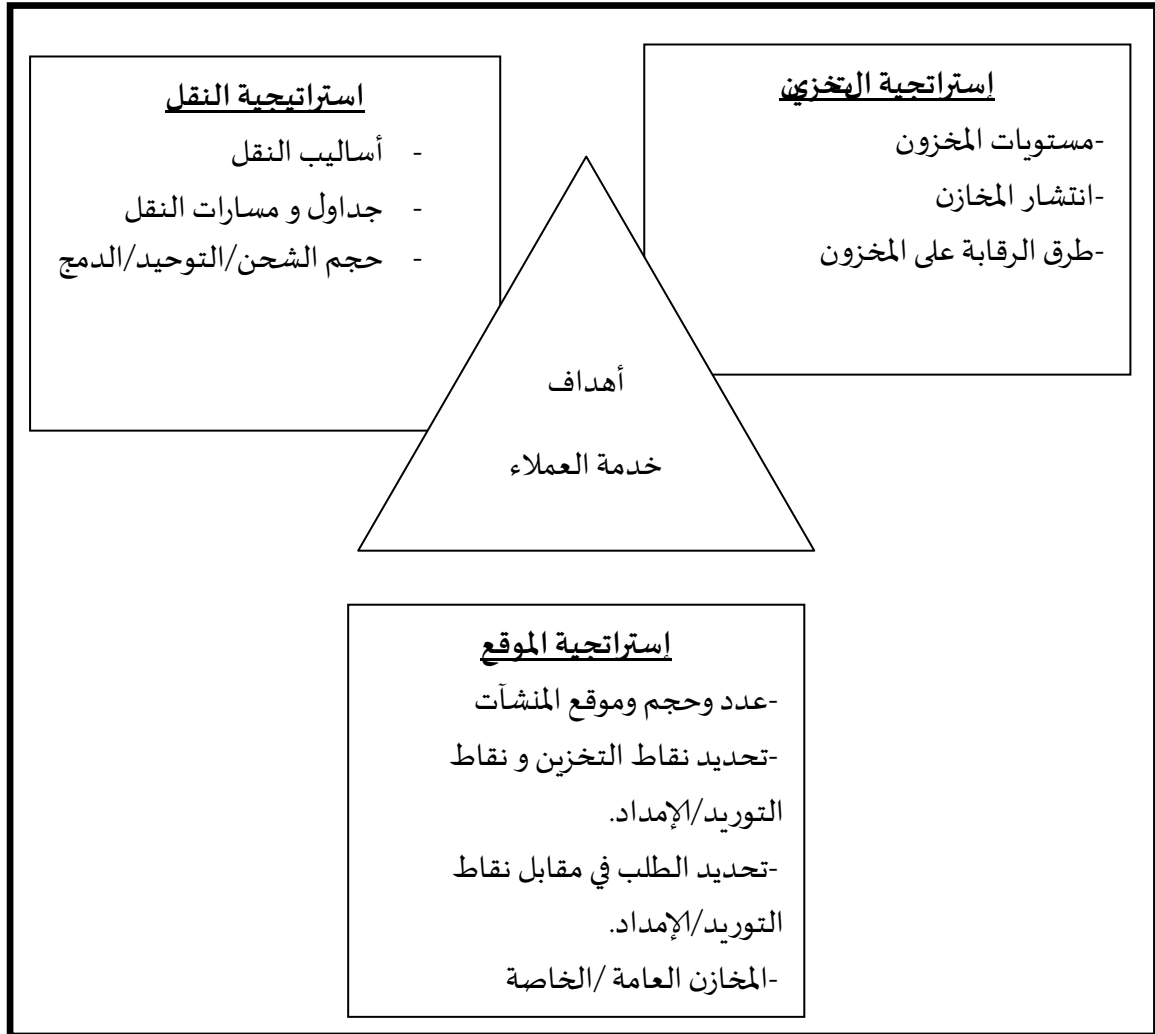 إستراتجية التخزين
-مستويات المخزون
-انتشار المخازن
-طرق الرقابة على المخزون
استراتيجية النقل
- أساليب النقل
- جداول و مسارات النقل
- حجم الشحن/التوحيد/الدمج
أهداف
خدمة العملاء
إستراتجية الموقع
-عدد وحجم وموقع المنشآت
-تحديد نقاط التخزين و نقاط
التوريد/الإمداد.
-تحديد الطلب في مقابل نقاط
التوريد/الإمداد.
-المخازن العامة /الخاصة